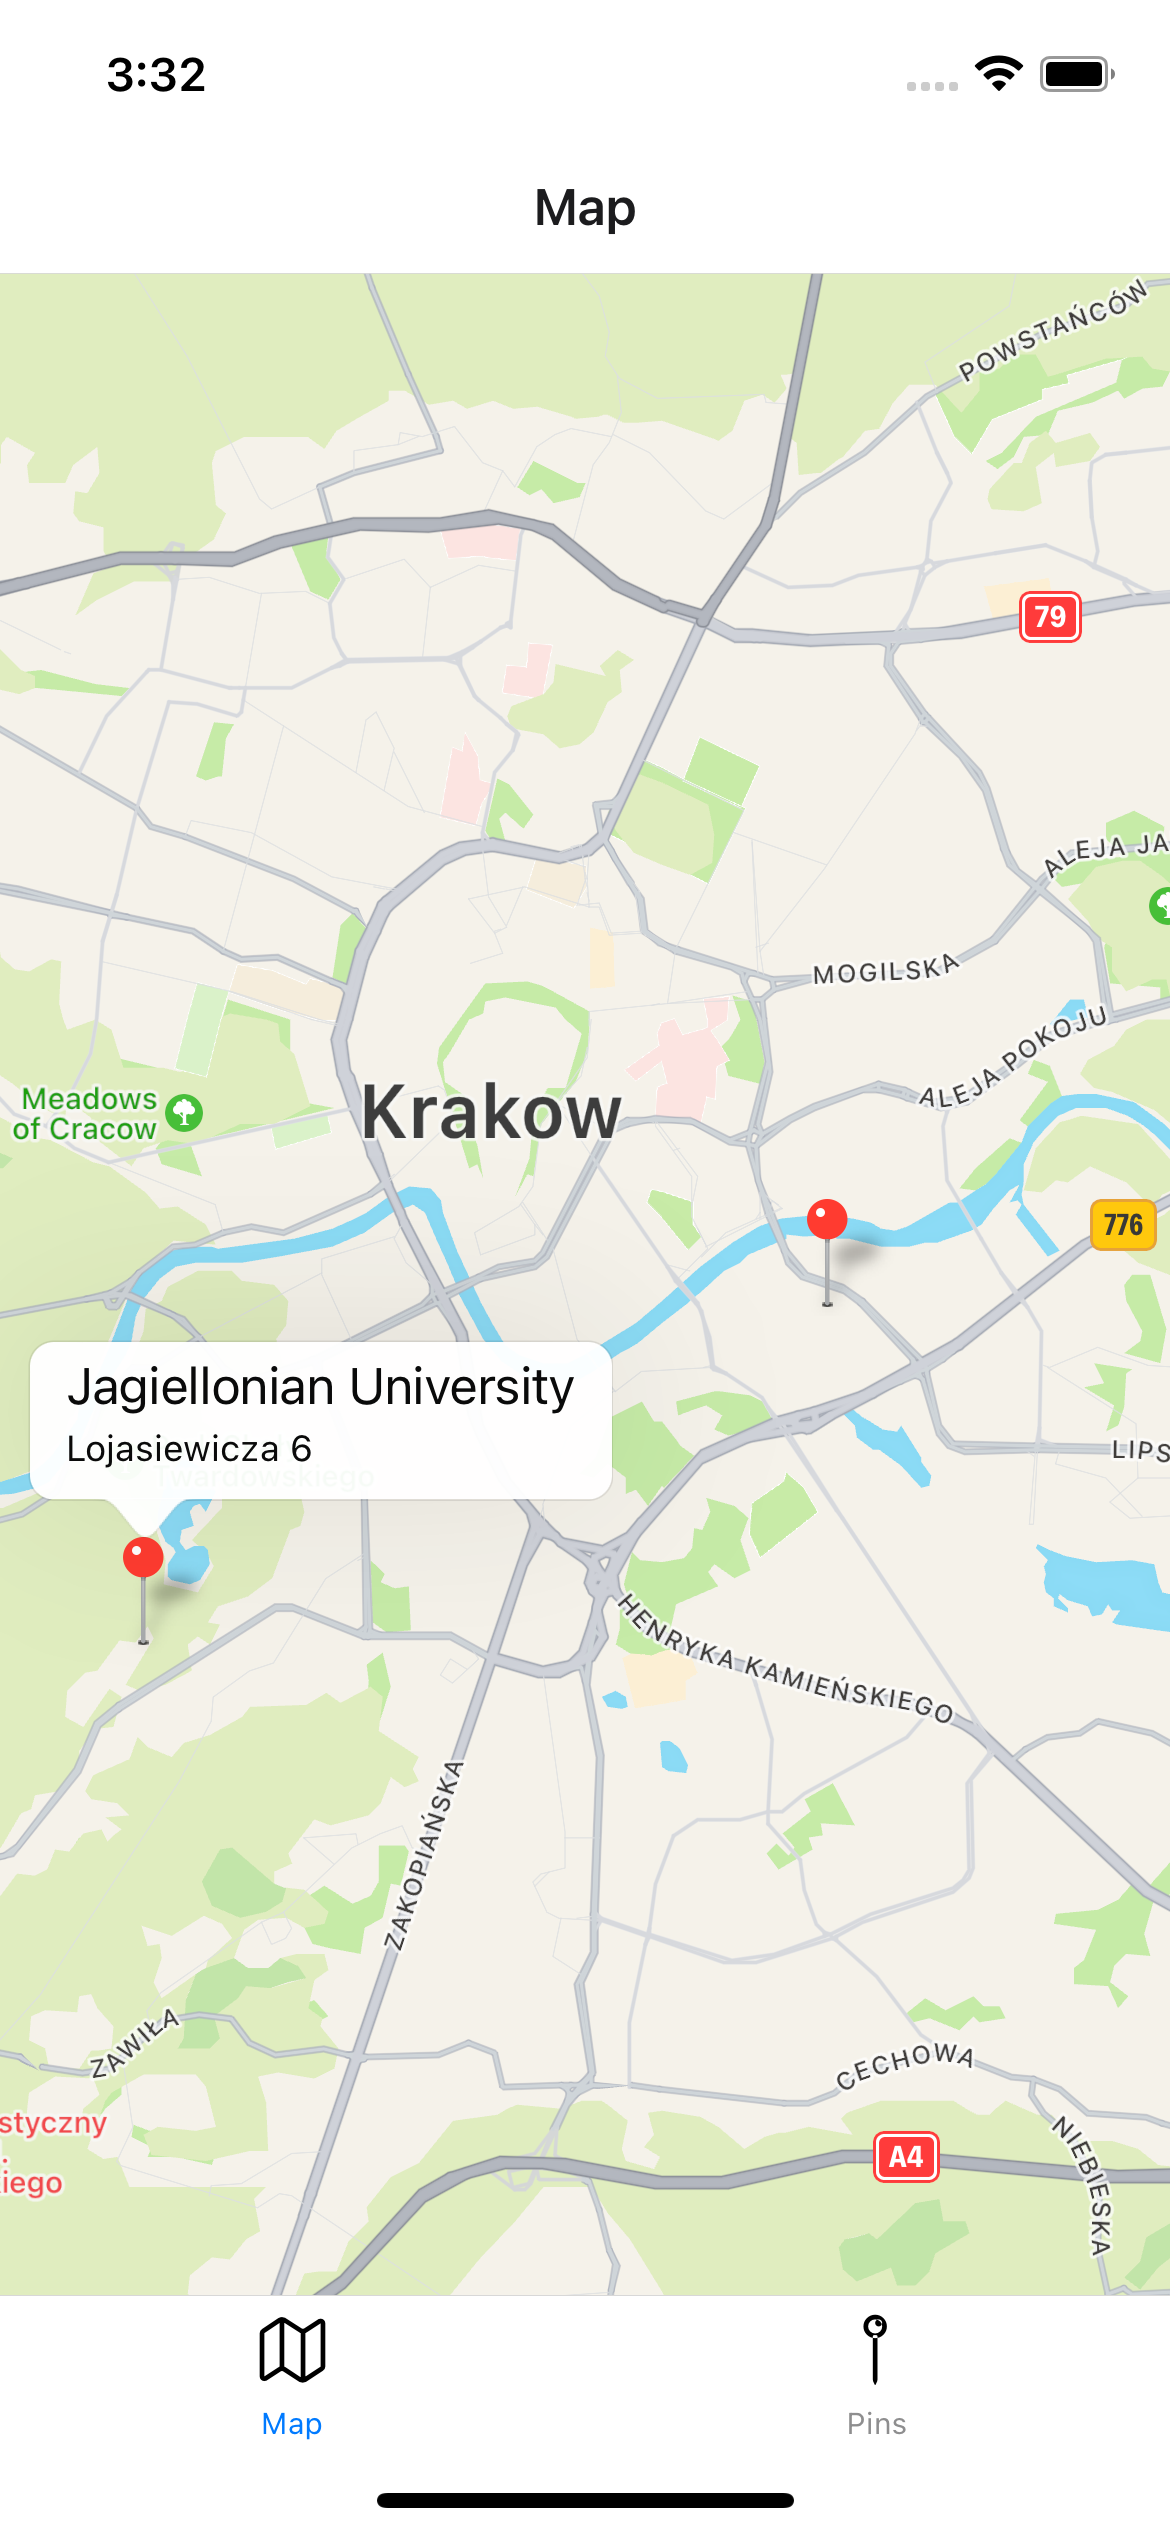 3:32
Map
POWSTAŃCÓW
79
ALEJA JA
MOGILSKA
ALEJA POKOJU
Meadows
of Cracow
Krakow
776
Jagiellonian University
Lojasiewicza 6
Twardowskiego
LIPS
HENRYKA KAMIEŃSKIEGO
ZAKOPIAŃSKA
ZAWIŁA
CECHOWA
styczny
iego
A4
NIEBIESKA
Map
Pins